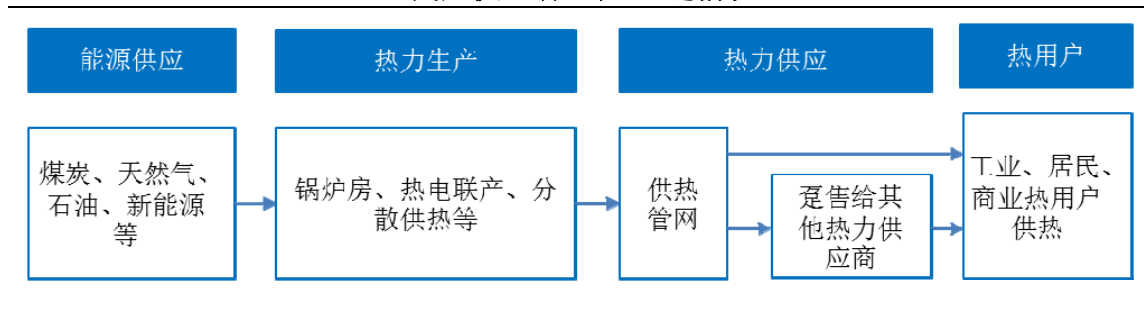 能源供应
热力生产
热力供应
热用户
煤炭、天然气、
石油、新能源
等
锅炉房、热电联产、分
散供热等
供热
管网
趸售给其
他热力供
应商
工业、居民、
商业热用户
供热